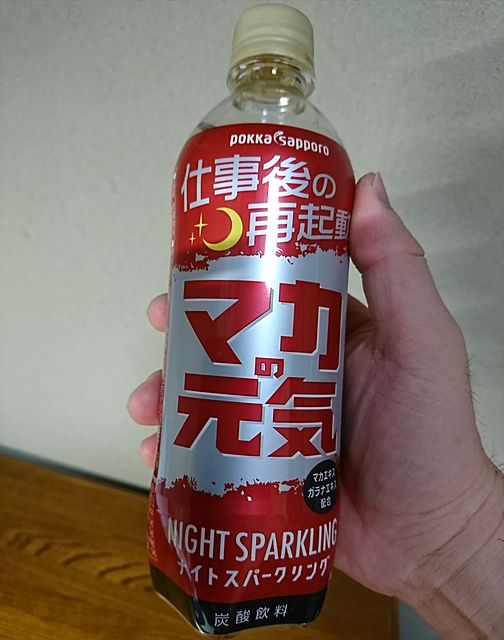 pokka sapporo
仕事後の
再起動
マカの
元気
マカエキス
ガラナエキス
配合
NIGHT SPARKLING
ナイトスパークリング
炭酸飲料